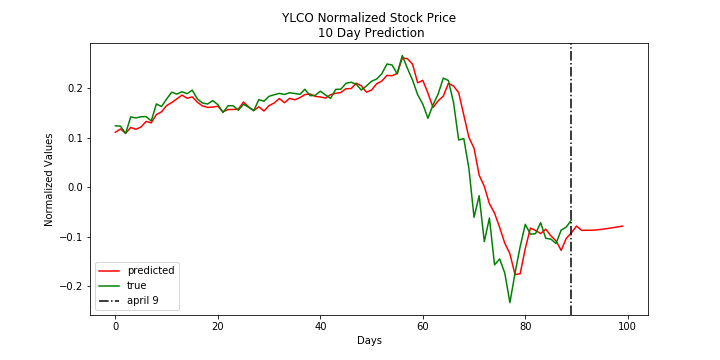 YLCO Normalized Stock Price
10 Day Prediction
Normalized Values
0.2
0.1
0.0
−0.1
−0.2
predicted
true
april 9
0 20 40 60 80 100
Days